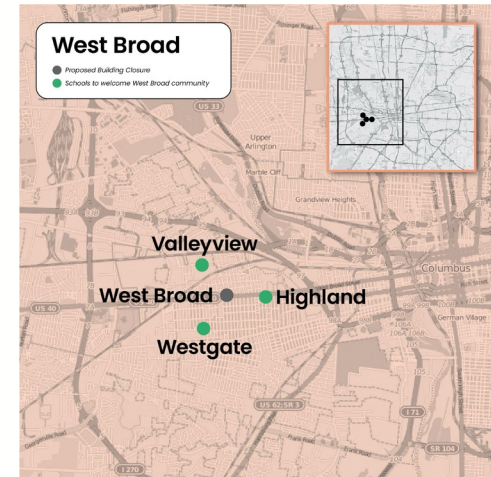 West Broad
Proposed Building Closure
Schools to welcome West Broad community
US 33
Upper
Arlington
Marble Cliff
Grandview Heights
Valleyview
Columbus
West Broad
Highland
US 40
German Village
Westgate
US 62;SR 3
I 71
SR 104
I 270